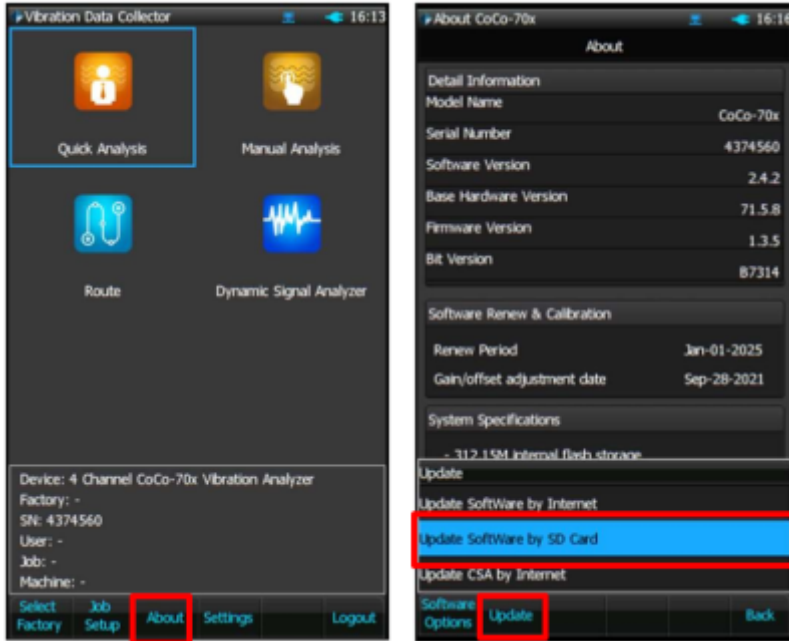 Vibration Data Collector 16:13
Quick Analysis Manual Analysis
Route Dynamic Signal Analyzer
Device: 4 Channel CoCo-70x Vibration Analyzer
Factory: -
SN: 4374560
User: -
Job: -
Machine: -
Select Factory Job Setup About Settings Logout
About CoCo-70x 16:16
About
Detail Information
Model Name
CoCo-70x
Serial Number
4374560
Software Version
2.4.2
Base Hardware Version
71.5.8
Firmware Version
1.3.5
Bit Version
B7314
Software Renew & Calibration
Renew Period Jan-01-2025
Gain/offset adjustment date Sep-28-2021
System Specifications
- 312.15M internal flash storage
Update
Update SoftWare by Internet
Update SoftWare by SD Card
Update CSA by Internet
Software Options Update Back